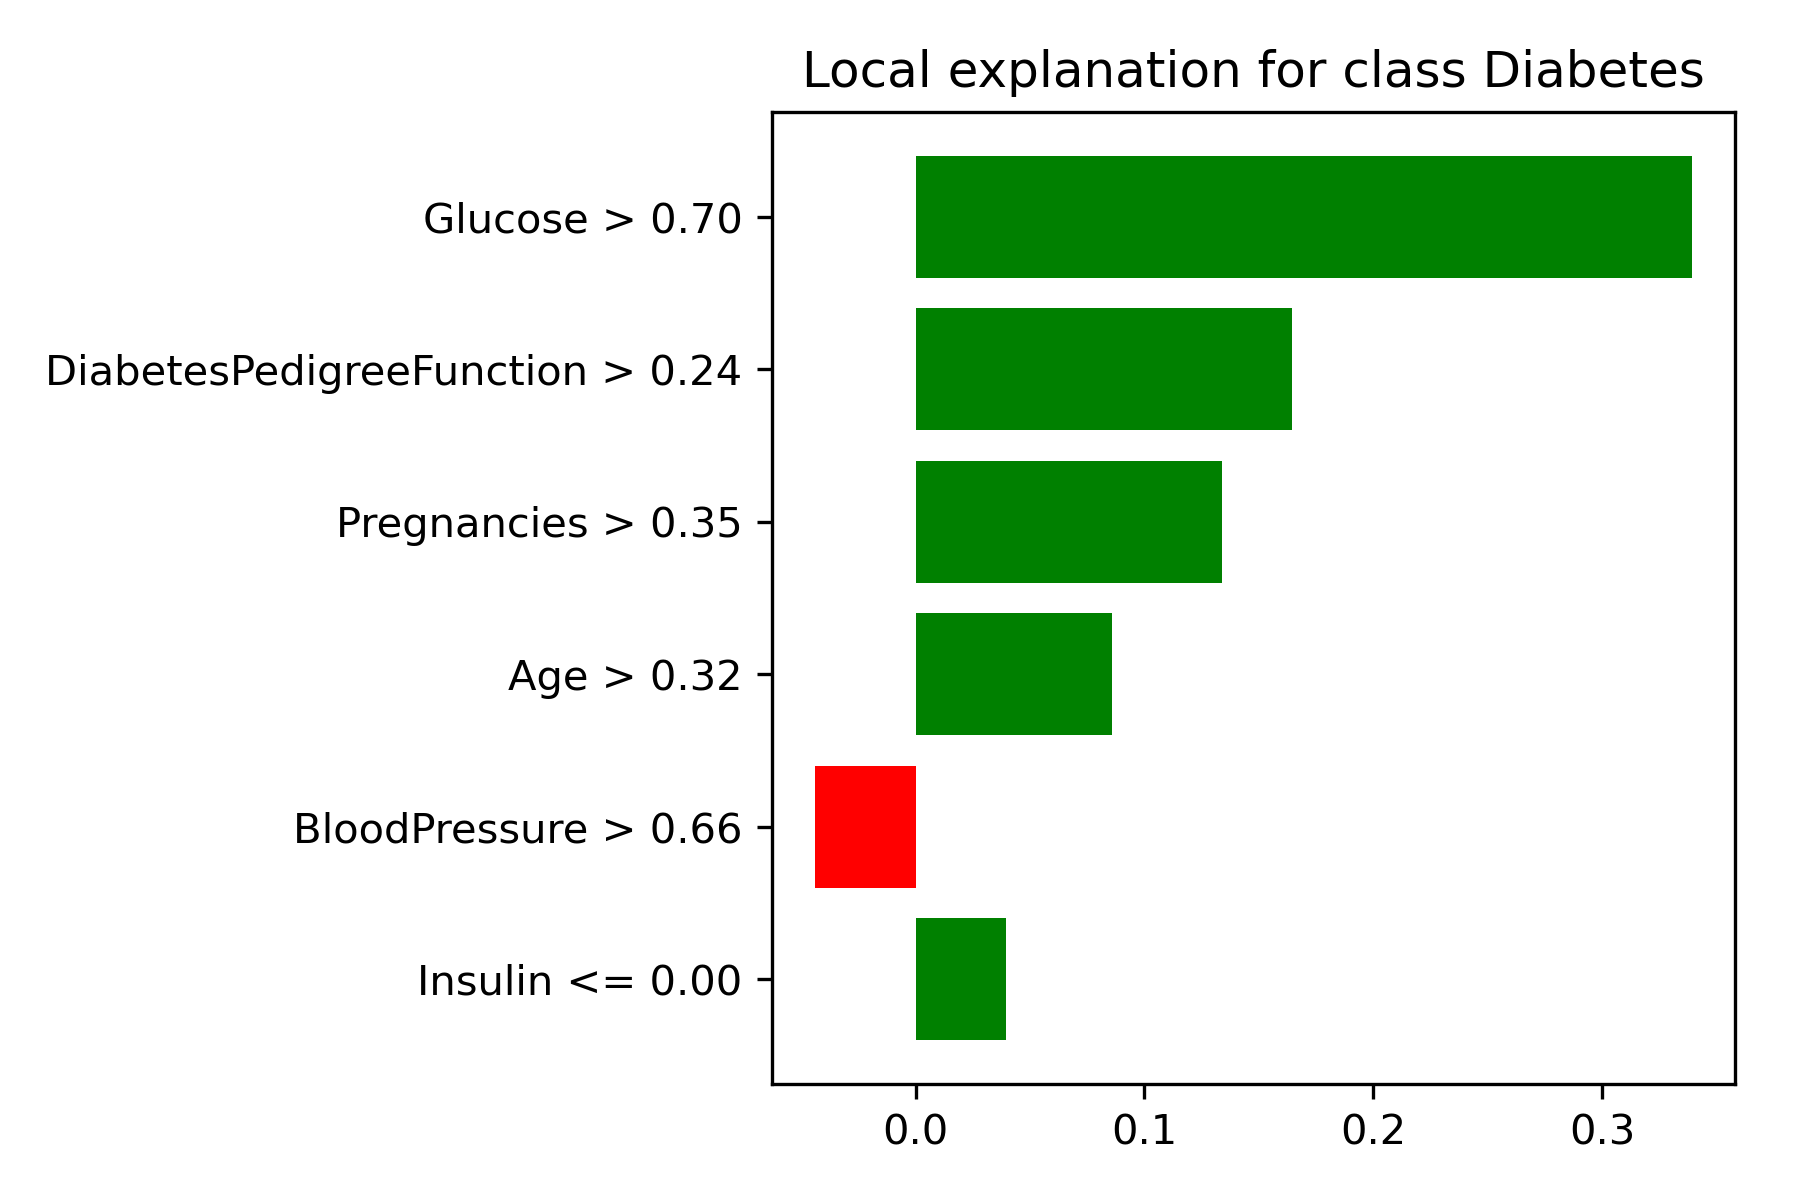 Local explanation for class Diabetes
Glucose > 0.70
DiabetesPedigreeFunction > 0.24
Pregnancies > 0.35
Age > 0.32
BloodPressure > 0.66
Insulin <= 0.00
0.0 0.1 0.2 0.3